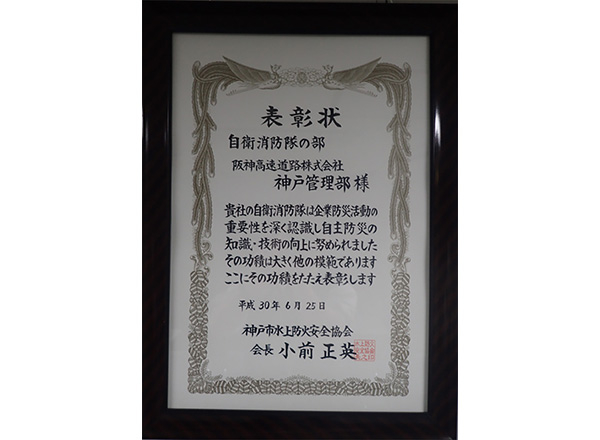 表彰状
自衛消防隊の部
阪神高速道路株式会社
神戸管理部様
貴社の自衛消防隊は企業防災活動の
重要性を深く認識し自主防災の
知識・技術の向上に努められました
その功績は大きく他の模範であります
ここにその功績をたたえ表彰します
平成30年6月25日
神戸市水上防火安全協会
会長 小前 正英